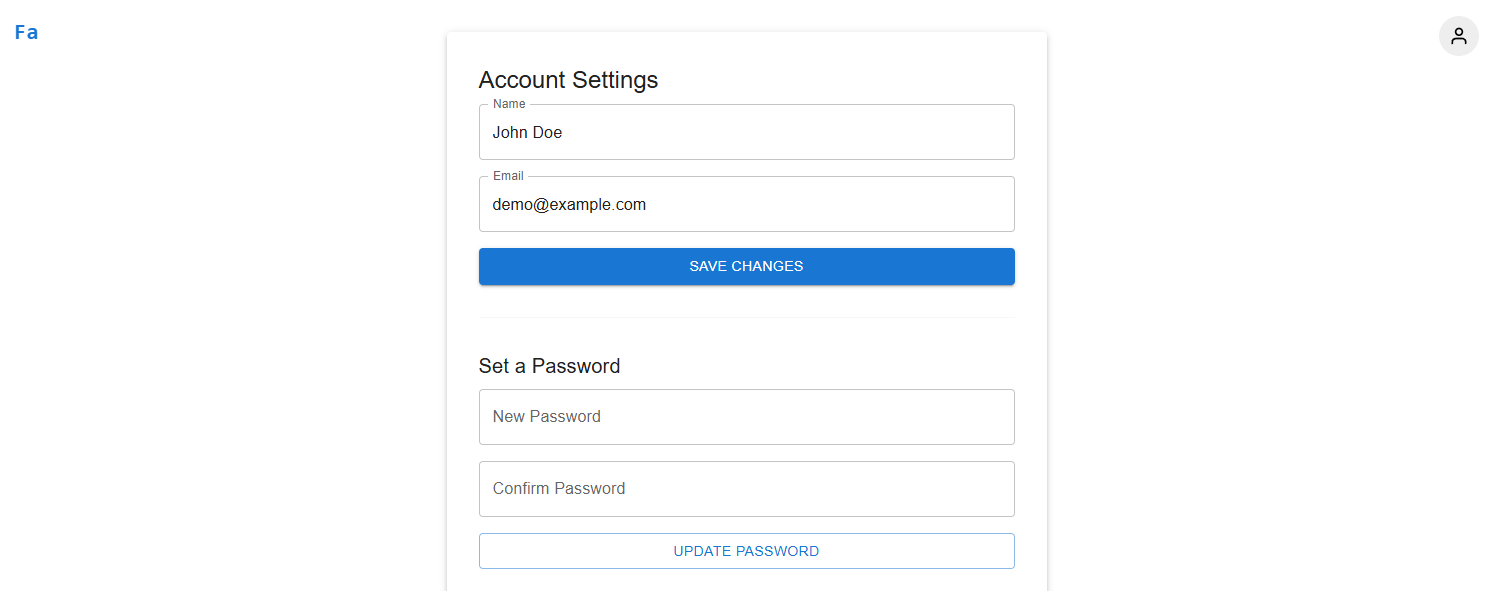 Fa
Account Settings
Name
John Doe
Email
demo@example.com
SAVE CHANGES
Set a Password
New Password
Confirm Password
UPDATE PASSWORD